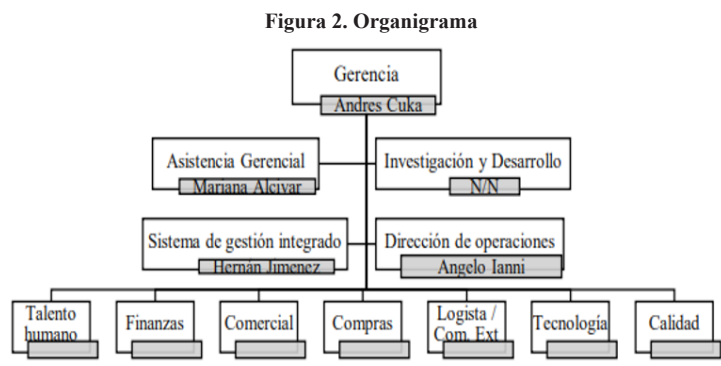 Figura 2. Organigrama
Gerencia
Andres Cuka
Asistencia Gerencial
Mariana Alcivar
Investigación y Desarrollo
N/N
Sistema de gestión integrado
Hernán Jimenez
Dirección de operaciones
Angelo Ianni
Talento
humano
Finanzas
Comercial
Compras
Logista /
Com. Ext
Tecnología
Calidad